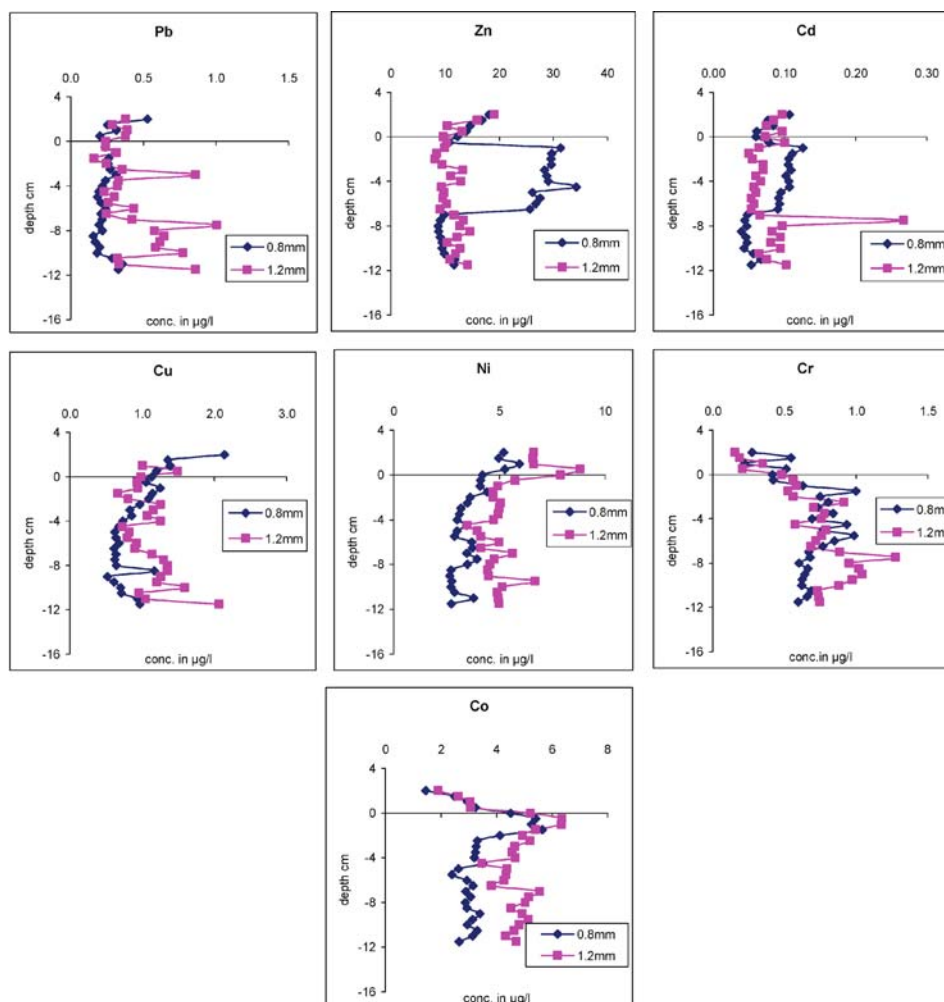 Pb
0.0 0.5 1.0 1.5
4
0
-4
-8
-12
-16
depth cm
0.8mm
1.2mm
conc. in µg/l
Zn
0 10 20 30 40
4
0
-4
-8
-12
-16
depth cm
0.8mm
1.2mm
conc. in µg/l
Cd
0.00 0.10 0.20 0.30
4
0
-4
-8
-12
-16
depth cm
0.8mm
1.2mm
conc. in µg/l
Cu
0.0 1.0 2.0 3.0
4
0
-4
-8
-12
-16
depth cm
0.8mm
1.2mm
conc. in µg/l
Ni
0 5 10
4
0
-4
-8
-12
-16
depth cm
0.8mm
1.2mm
conc. in µg/l
Cr
0.0 0.5 1.0 1.5
4
0
-4
-8
-12
-16
depth cm
0.8mm
1.2mm
conc.in µg/l
Co
0 2 4 6 8
4
0
-4
-8
-12
-16
depth cm
0.8mm
1.2mm
conc. in µg/l